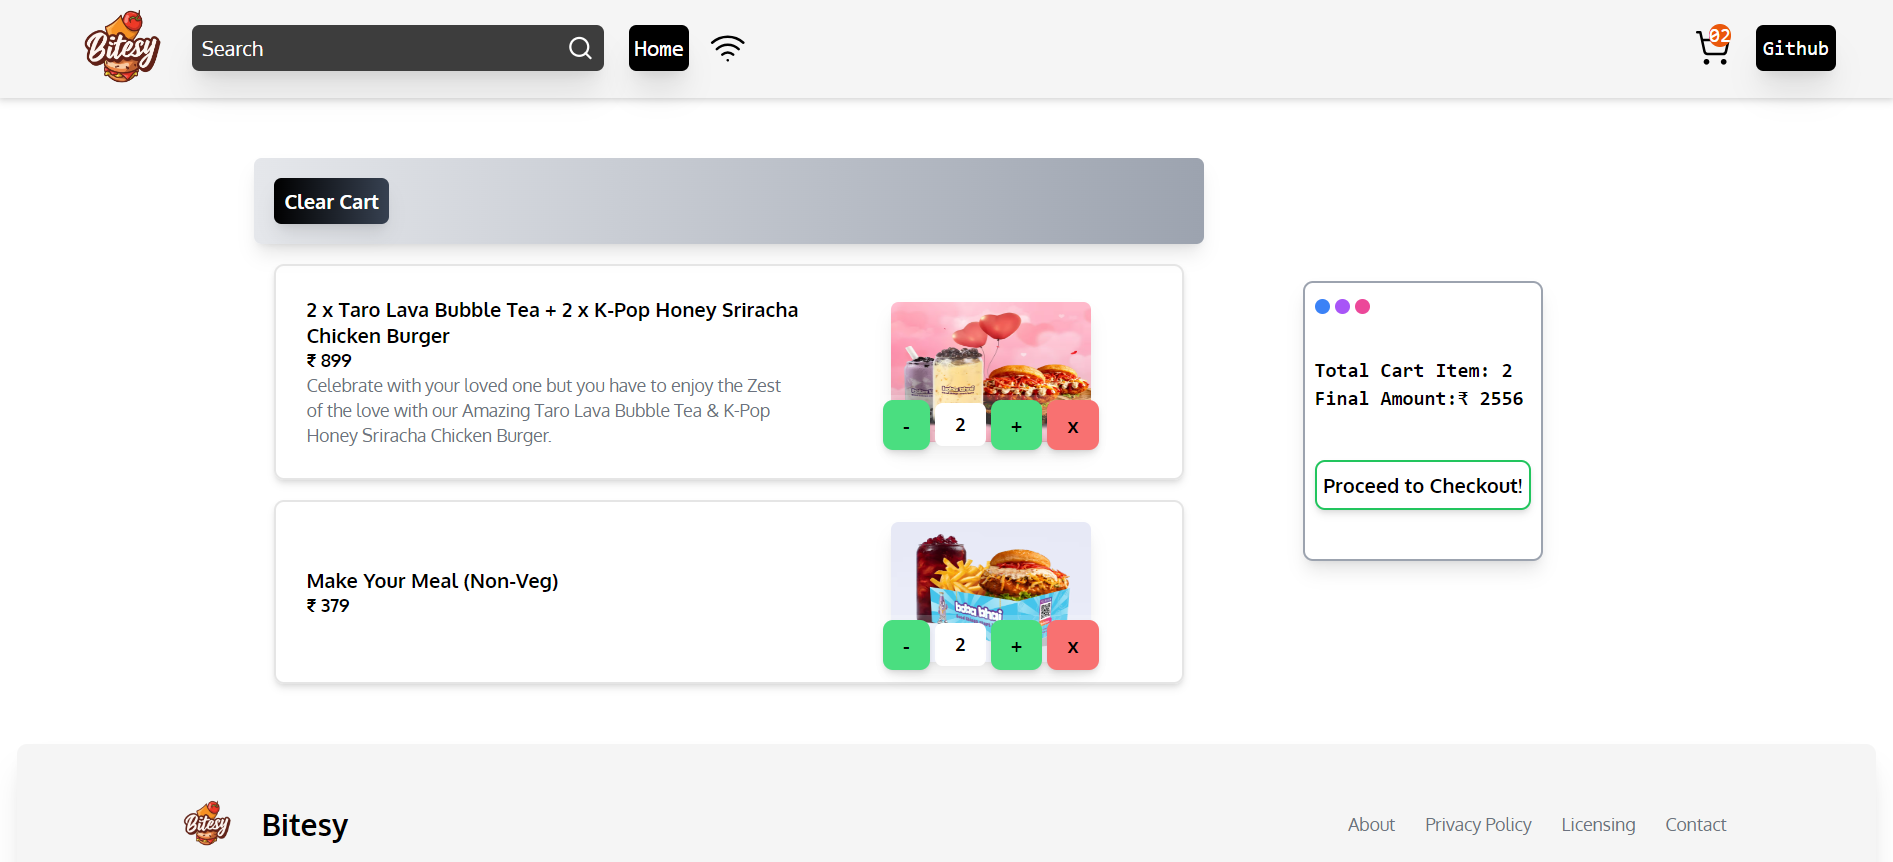 Bitesy
Search
Home
02
Github
Clear Cart
2 x Taro Lava Bubble Tea + 2 x K-Pop Honey Sriracha
Chicken Burger
₹ 899
Celebrate with your loved one but you have to enjoy the Zest
of the love with our Amazing Taro Lava Bubble Tea & K-Pop
Honey Sriracha Chicken Burger.
- 2 + x
Total Cart Item: 2
Final Amount:₹ 2556
Proceed to Checkout!
Make Your Meal (Non-Veg)
₹ 379
boba bhai
- 2 + x
Bitesy
Bitesy
About Privacy Policy Licensing Contact